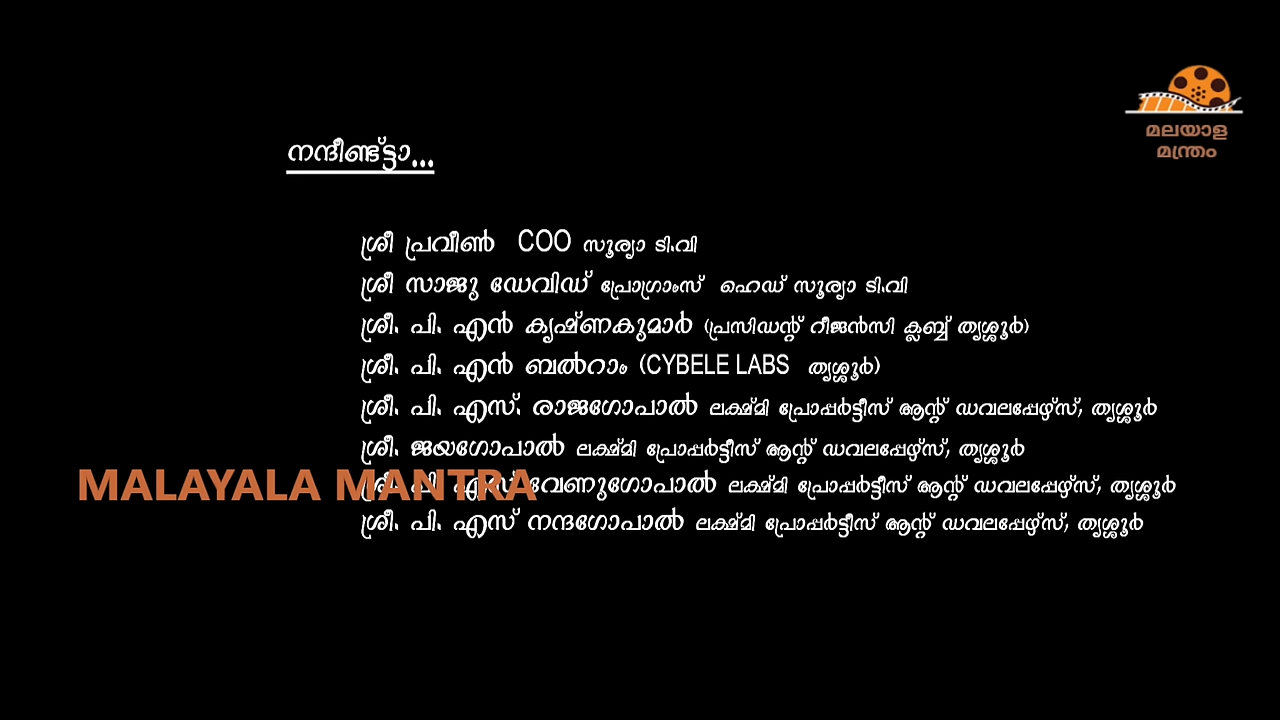 മലയാള
മന്ത്രം
നന്ദീണ്ട്ട്ടാ...
ശ്രീ പ്രവീൺ COO സൂര്യാ ടി.വി
ശ്രീ സാജു ഡേവിഡ് പ്രോഗ്രാംസ് ഹെഡ് സൂര്യാ ടി.വി
ശ്രീ. പി. എൻ കൃഷ്ണകുമാർ (പ്രസിഡന്റ് റീജൻസി ക്ലബ്ബ് തൃശ്ശൂർ)
ശ്രീ. പി. എൻ ബൽറാം (CYBELE LABS തൃശ്ശൂർ)
ശ്രീ. പി. എസ്. രാജഗോപാൽ ലക്ഷ്മി പ്രോപ്പർട്ടീസ് ആന്റ് ഡവലപ്പേഴ്സ്, തൃശ്ശൂർ
ശ്രീ. ജയഗോപാൽ ലക്ഷ്മി പ്രോപ്പർട്ടീസ് ആന്റ് ഡവലപ്പേഴ്സ്, തൃശ്ശൂർ
MALAYALA MANTRA
ശ്രീ. പി. എസ് വേണുഗോപാൽ ലക്ഷ്മി പ്രോപ്പർട്ടീസ് ആന്റ് ഡവലപ്പേഴ്സ്, തൃശ്ശൂർ
ശ്രീ. പി. എസ് നന്ദഗോപാൽ ലക്ഷ്മി പ്രോപ്പർട്ടീസ് ആന്റ് ഡവലപ്പേഴ്സ്, തൃശ്ശൂർ